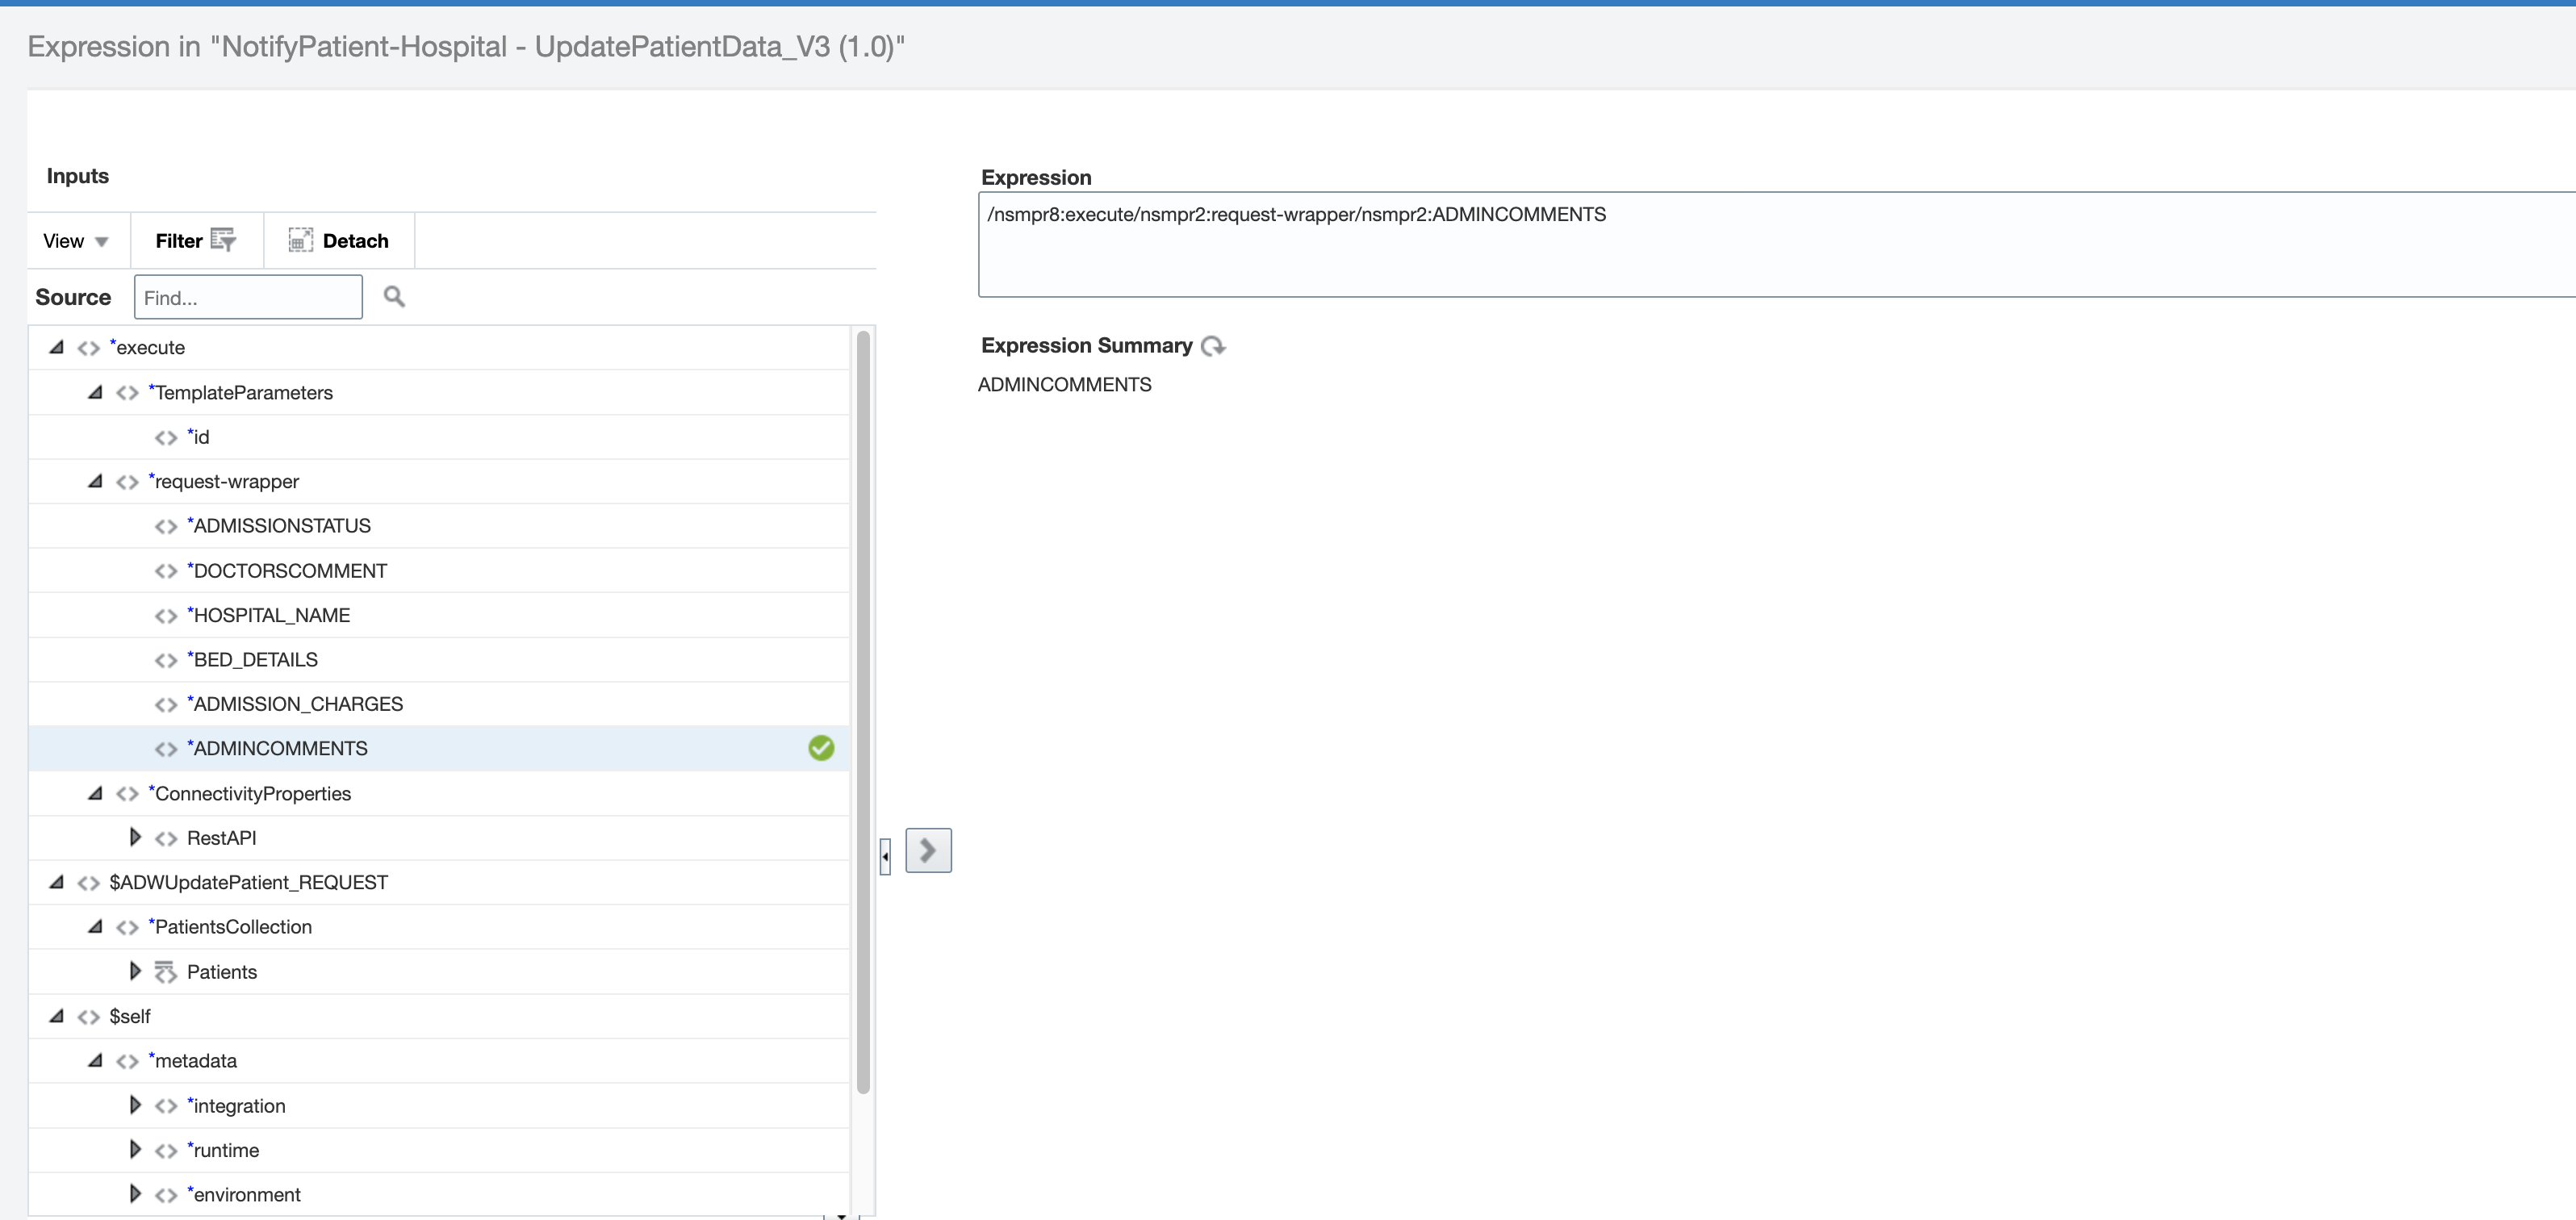 Expression in "NotifyPatient-Hospital - UpdatePatientData_V3 (1.0)"
Inputs
View Filter Detach
Source Find...
*execute
*TemplateParameters
*id
*request-wrapper
*ADMISSIONSTATUS
*DOCTORSCOMMENT
*HOSPITAL_NAME
*BED_DETAILS
*ADMISSION_CHARGES
*ADMINCOMMENTS
*ConnectivityProperties
RestAPI
$ADWUpdatePatient_REQUEST
*PatientsCollection
Patients
$self
*metadata
*integration
*runtime
*environment
Expression
/nsmpr8:execute/nsmpr2:request-wrapper/nsmpr2:ADMINCOMMENTS
Expression Summary
ADMINCOMMENTS